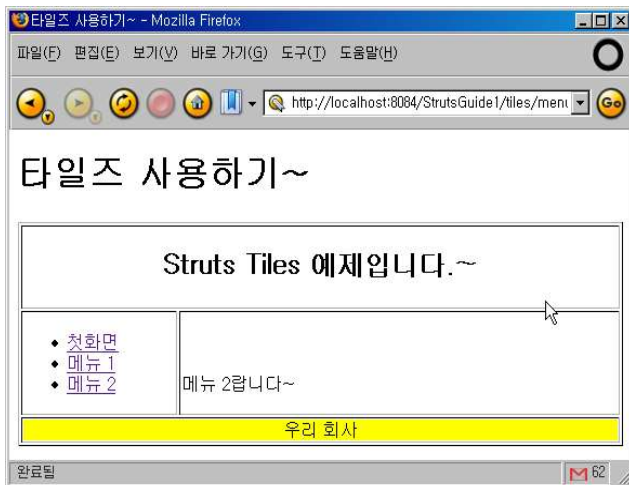 타일즈 사용하기~ - Mozilla Firefox
파일(F) 편집(E) 보기(V) 바로 가기(G) 도구(T) 도움말(H)
http://localhost:8084/StrutsGuide1/tiles/menu
Go
타일즈 사용하기~
Struts Tiles 예제입니다.~
첫화면
메뉴 1
메뉴 2
메뉴 2랍니다~
우리 회사
완료됨
62